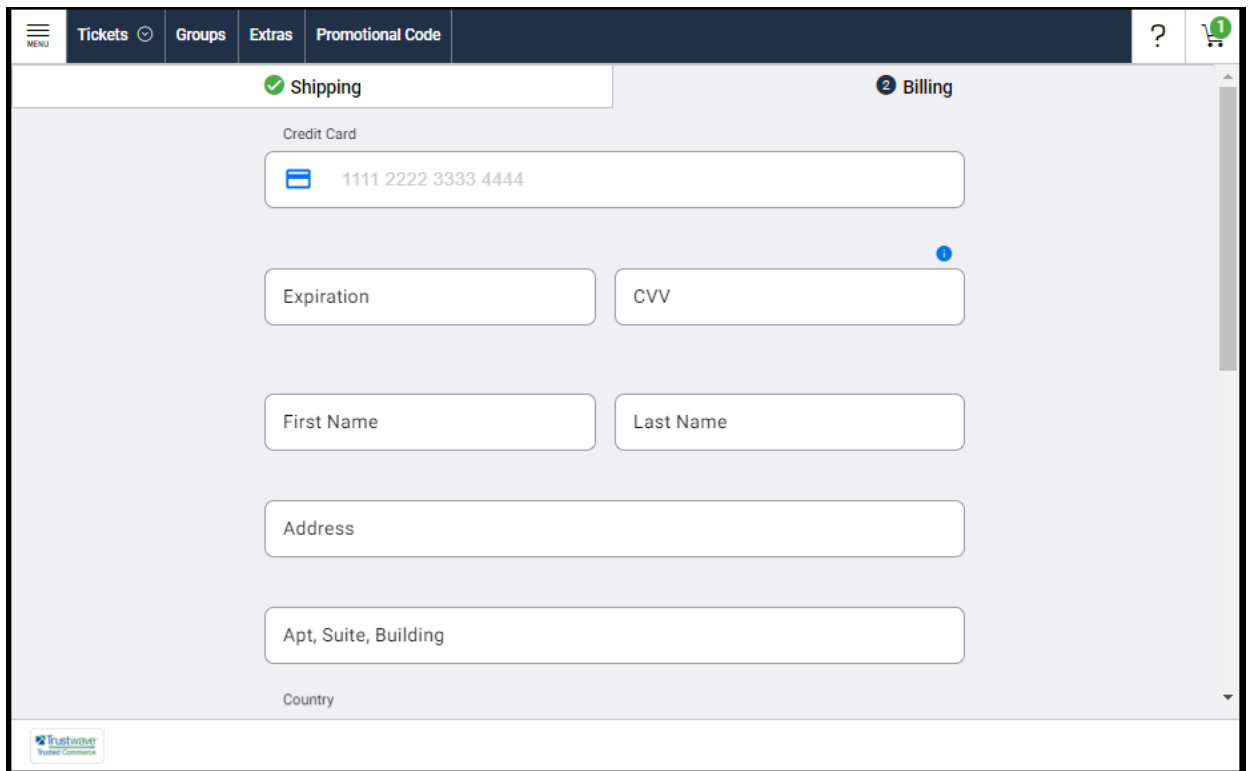 MENU Tickets Groups Extras Promotional Code ? 1
Shipping 2 Billing
Credit Card
1111 2222 3333 4444
i
Expiration CVV
First Name Last Name
Address
Apt, Suite, Building
Country
Trustwave
Trusted Commerce